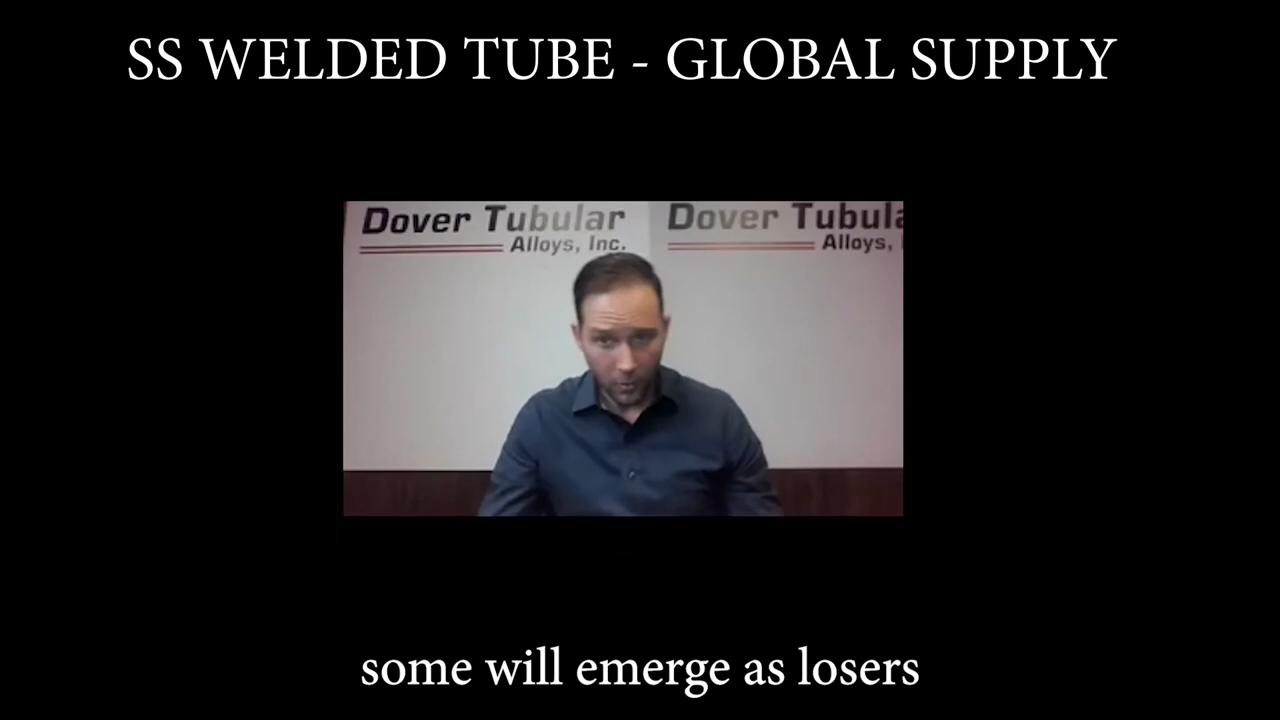 SS WELDED TUBE - GLOBAL SUPPLY
Dover Tubular
Alloys, Inc.
Dover Tubula
Alloys, I
some will emerge as losers